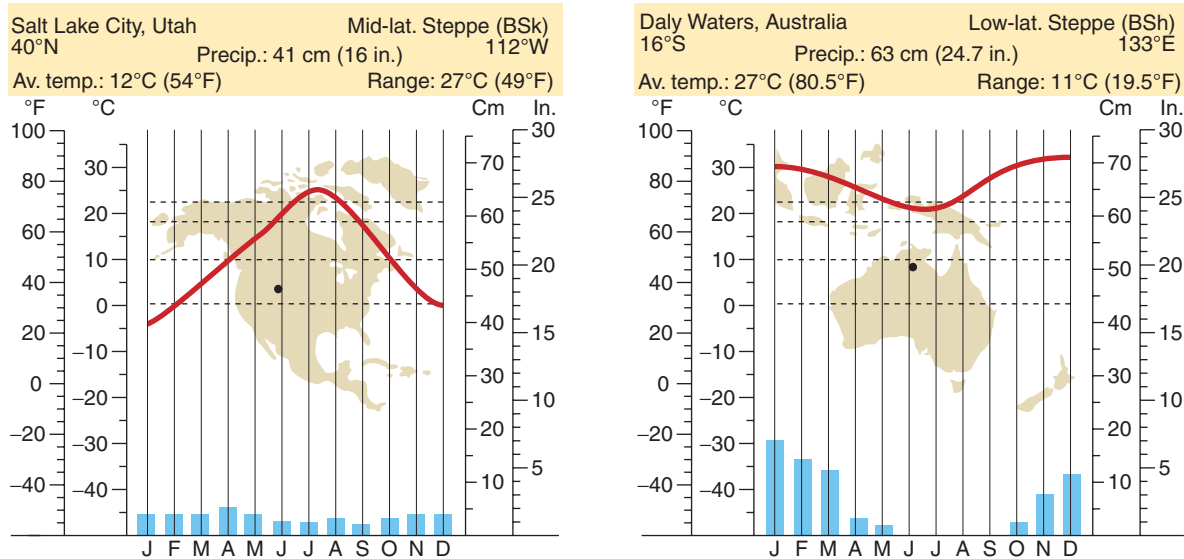 Salt Lake City, Utah Mid-lat. Steppe (BSk)
40°N 112°W
Precip.: 41 cm (16 in.)
Av. temp.: 12°C (54°F) Range: 27°C (49°F)
°F °C Cm In.
100 30
30 70
80 25
20 60
60
10 50 20
40
0 40
20 15
–10
0 30
–20 10
–20 20
–30
5
–40 –40 10
J F M A M J J A S O N D
Daly Waters, Australia Low-lat. Steppe (BSh)
16°S 133°E
Precip.: 63 cm (24.7 in.)
Av. temp.: 27°C (80.5°F) Range: 11°C (19.5°F)
°F °C Cm In.
100 30
30 70
80 25
20 60
60
10 50 20
40
0 40
20 15
–10
0 30
–20 10
–20 20
–30
5
–40 –40 10
J F M A M J J A S O N D